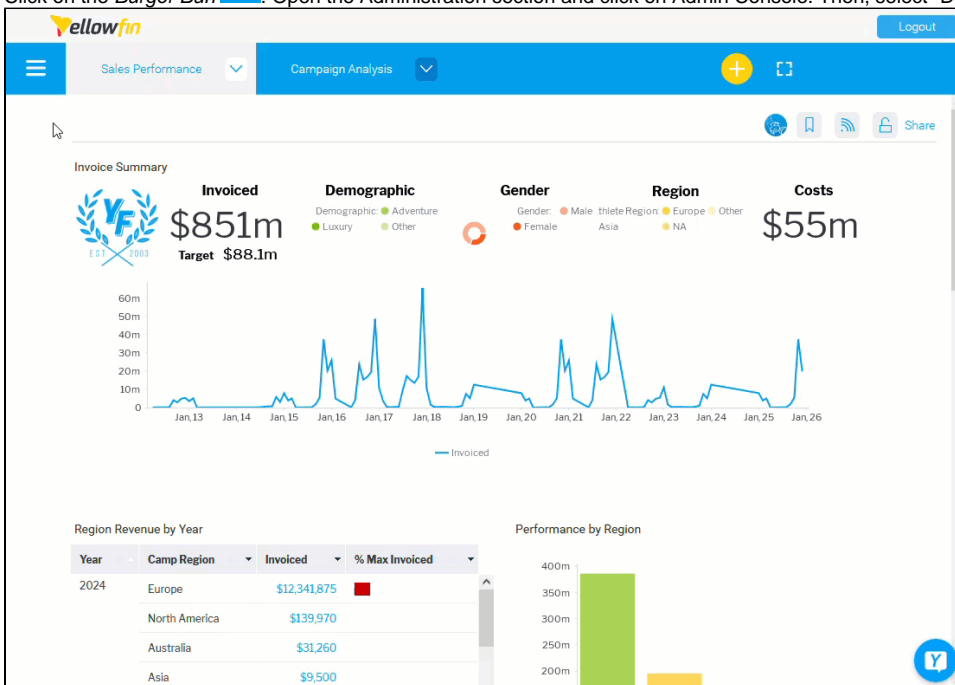 Click on the Burger Bun . Open the Administration section and click on Admin Console. Then, select
Yellowfin
Logout
Sales Performance
Campaign Analysis
Share
Invoice Summary
YF
EST 2003
Invoiced
$851m
Target $88.1m
Demographic
Demographic: Adventure
Luxury Other
Gender
Gender: Male thlete
Female
Region
Region: Europe Other
Asia NA
Costs
$55m
60m
50m
40m
30m
20m
10m
0
Jan,13 Jan,14 Jan,15 Jan,16 Jan,17 Jan,18 Jan,19 Jan,20 Jan,21 Jan,22 Jan,23 Jan,24 Jan,25 Jan,26
Invoiced
Region Revenue by Year
Year Camp Region Invoiced % Max Invoiced
2024 Europe $12,341,875
North America $139,970
Australia $31,260
Asia $9,500
Performance by Region
400m
350m
300m
250m
200m